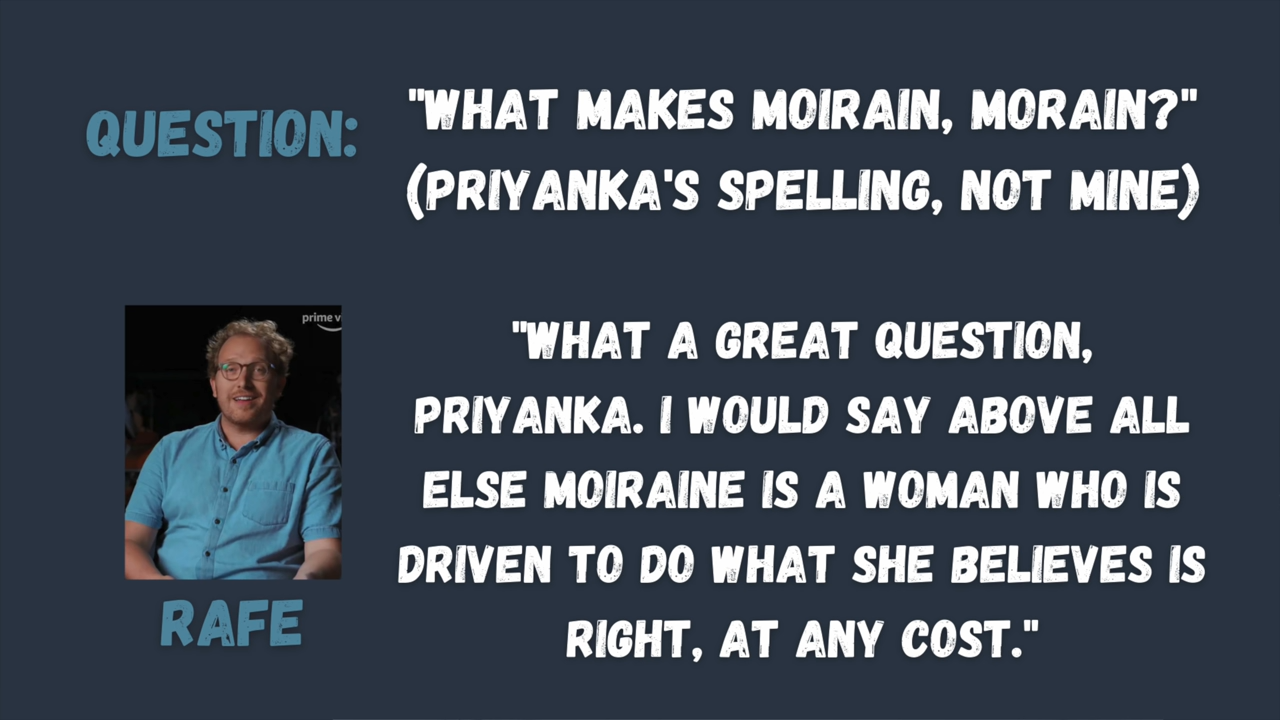 QUESTION:
"WHAT MAKES MOIRAIN, MORAIN?"
(PRIYANKA'S SPELLING, NOT MINE)
prime v
"WHAT A GREAT QUESTION,
PRIYANKA. I WOULD SAY ABOVE ALL
ELSE MOIRAINE IS A WOMAN WHO IS
DRIVEN TO DO WHAT SHE BELIEVES IS
RIGHT, AT ANY COST."
RAFE